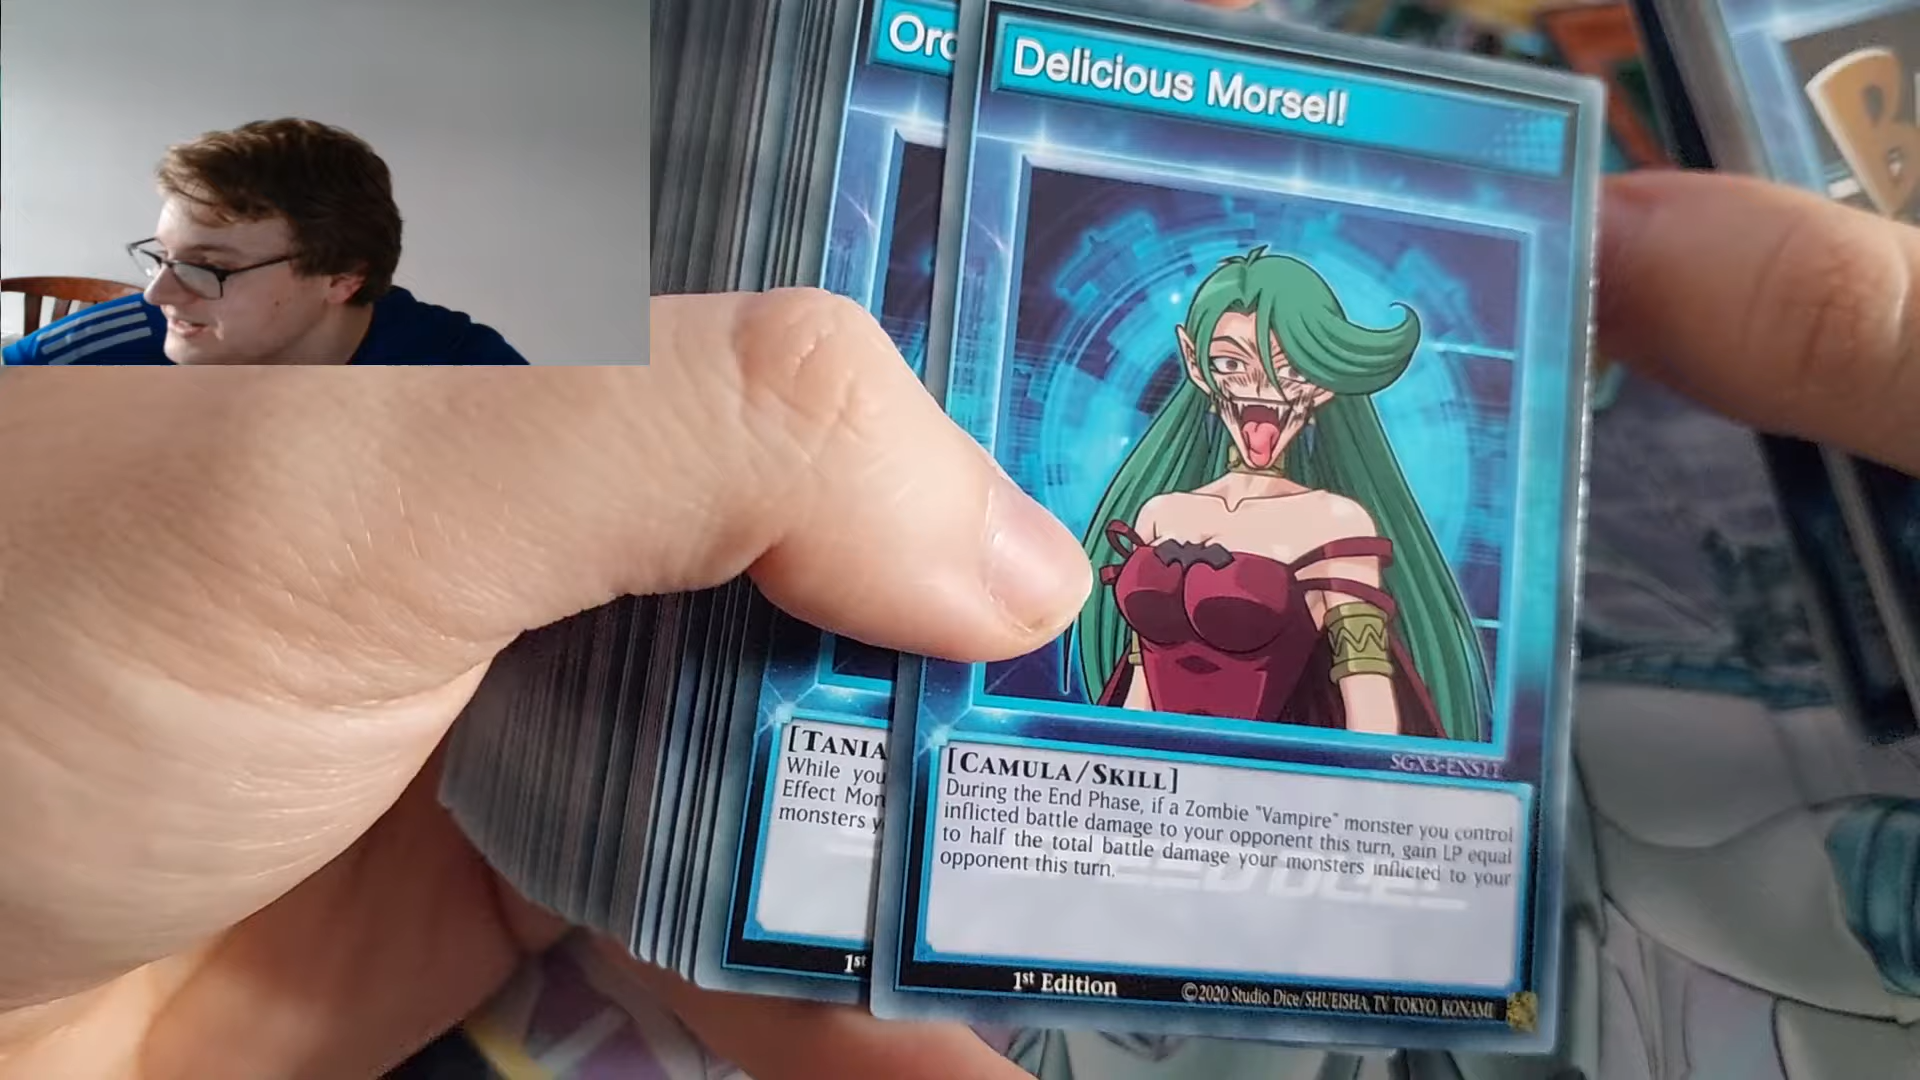 Delicious Morsel!
SGX3-ENS11
[CAMULA/SKILL]
During the End Phase, if a Zombie "Vampire" monster you control
inflicted battle damage to your opponent this turn, gain LP equal
to half the total battle damage your monsters inflicted to your
opponent this turn.
1st Edition
©2020 Studio Dice/SHUEISHA, TV TOKYO, KONAMI
[TANIA
While you
Effect Mon
monsters y
1st